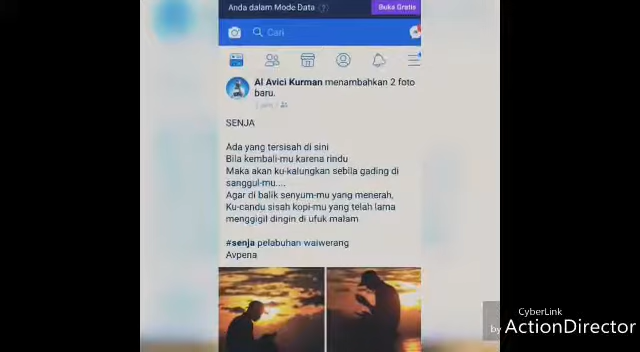 Anda dalam Mode Data
Buka Gratis
Cari
Al Avici Kurman menambahkan 2 foto
baru.
SENJA
Ada yang tersisah di sini
Bila kembali-mu karena rindu
Maka akan ku-kalungkan sebila gading di
sanggul-mu....
Agar di balik senyum-mu yang menerah,
Ku-candu sisah kopi-mu yang telah lama
menggigil dingin di ufuk malam
#senja pelabuhan waiwerang
Avpena
CyberLink
by ActionDirector